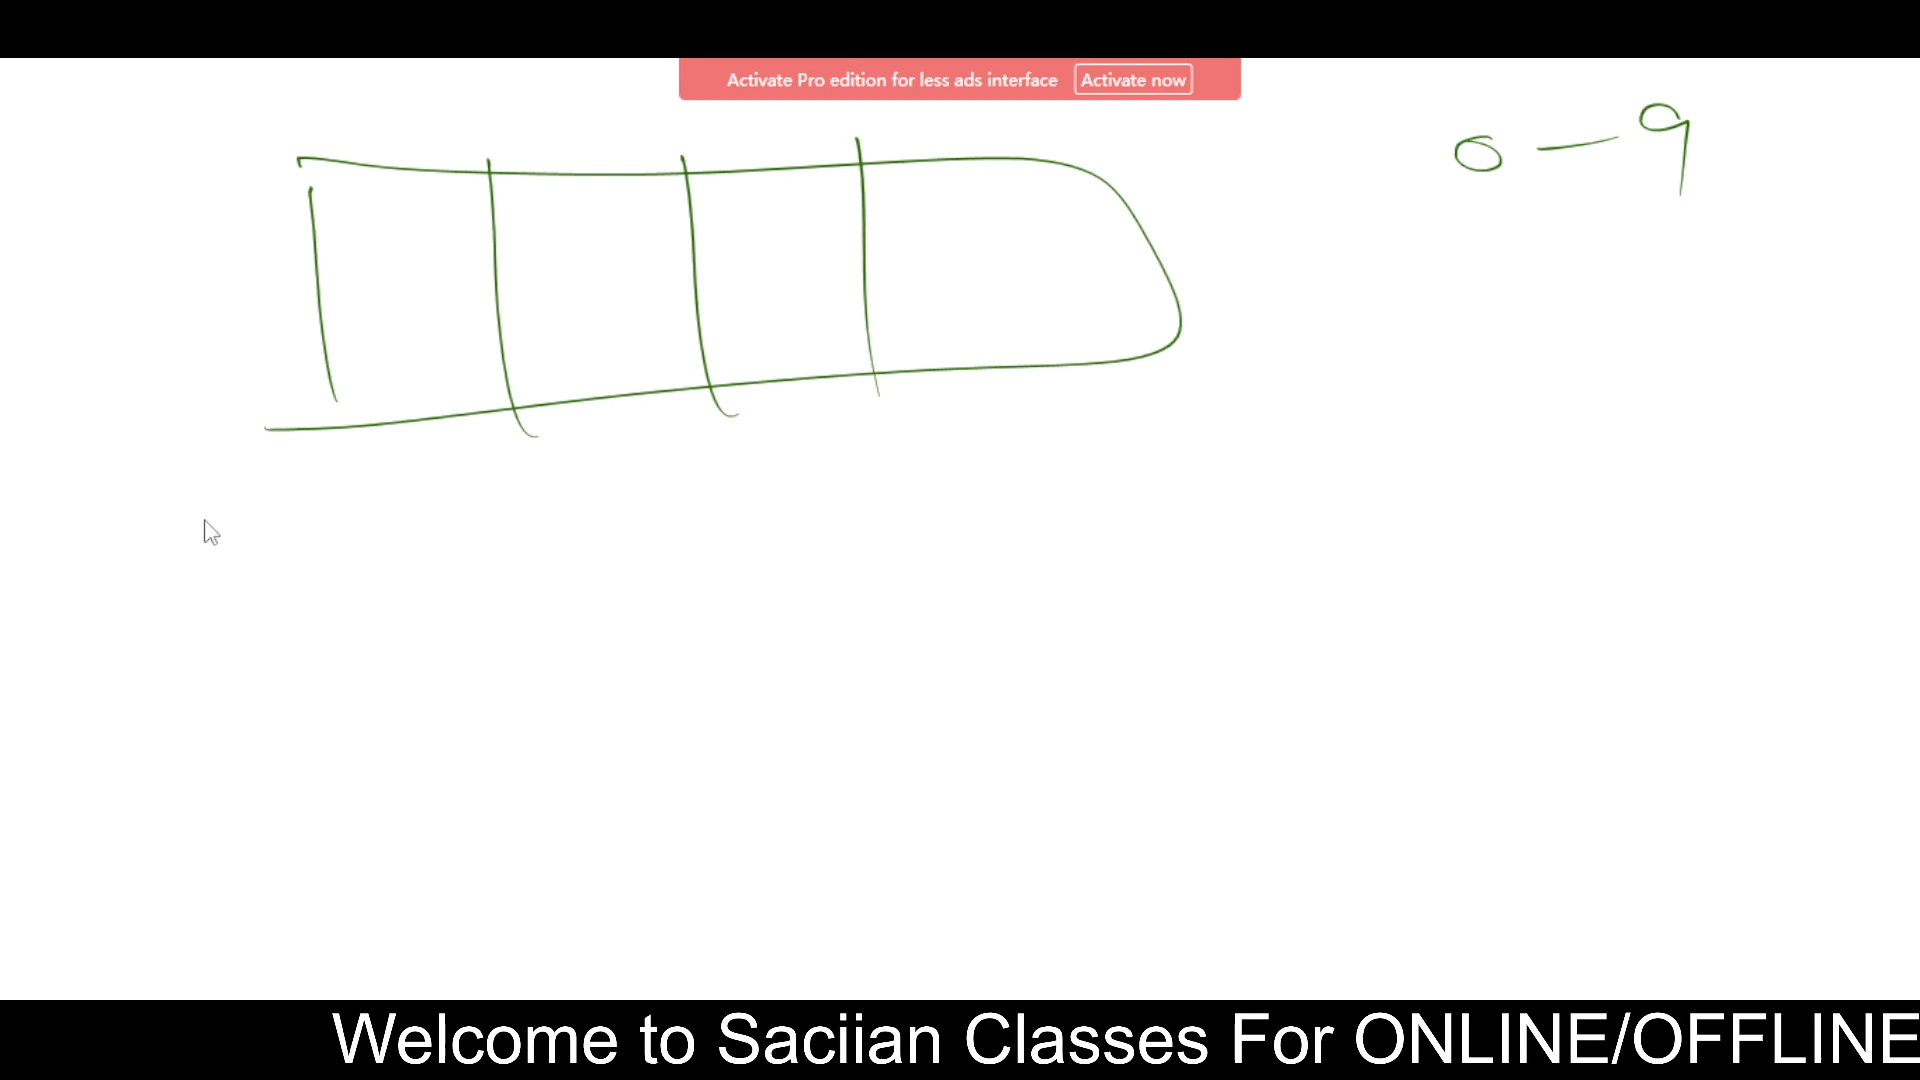 Activate Pro edition for less ads interface Activate now
0 — 9
Welcome to Saciian Classes For ONLINE/OFFLINE